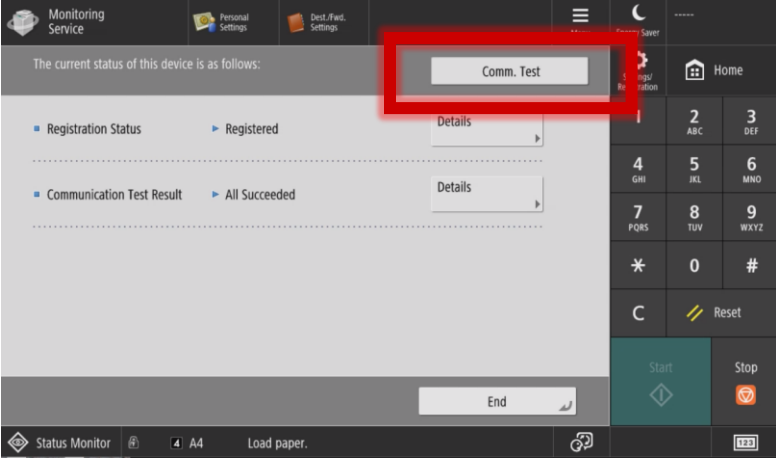 Monitoring
Service
Personal
Settings
Dest./Fwd.
Settings
-----
The current status of this device is as follows:
Comm. Test
Home
Registration Status
Registered
Details
Communication Test Result
All Succeeded
Details
2
ABC
3
DEF
4
GHI
5
JKL
6
MNO
7
PQRS
8
TUV
9
WXYZ
0
#
C
Reset
Start
Stop
End
Status Monitor
4
A4
Load paper.
123